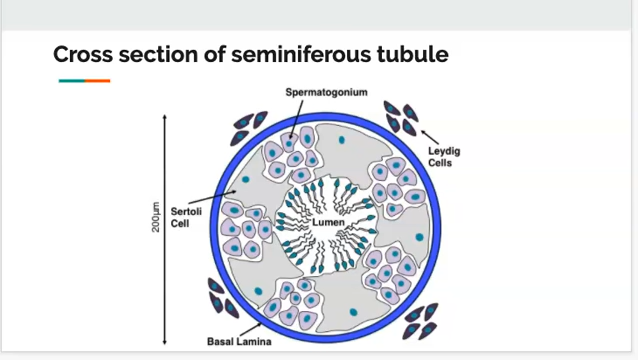 Cross section of seminiferous tubule
Spermatogonium
Leydig
Cells
Sertoli
Cell
Lumen
200µm
Basal Lamina